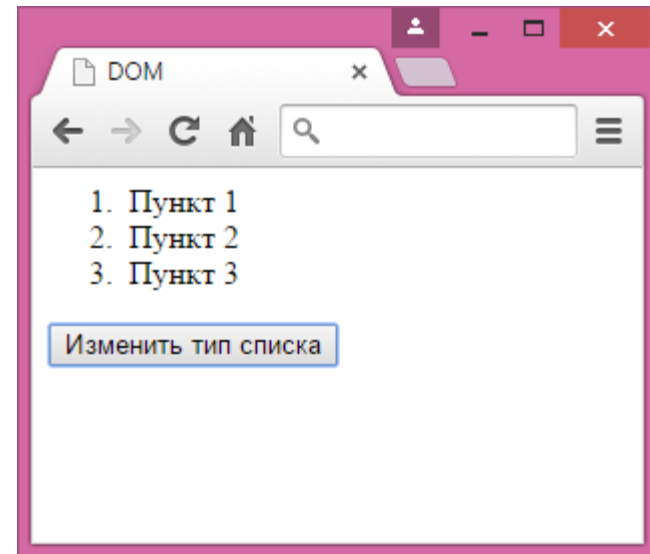 DOM
1. Пункт 1
2. Пункт 2
3. Пункт 3
Изменить тип списка